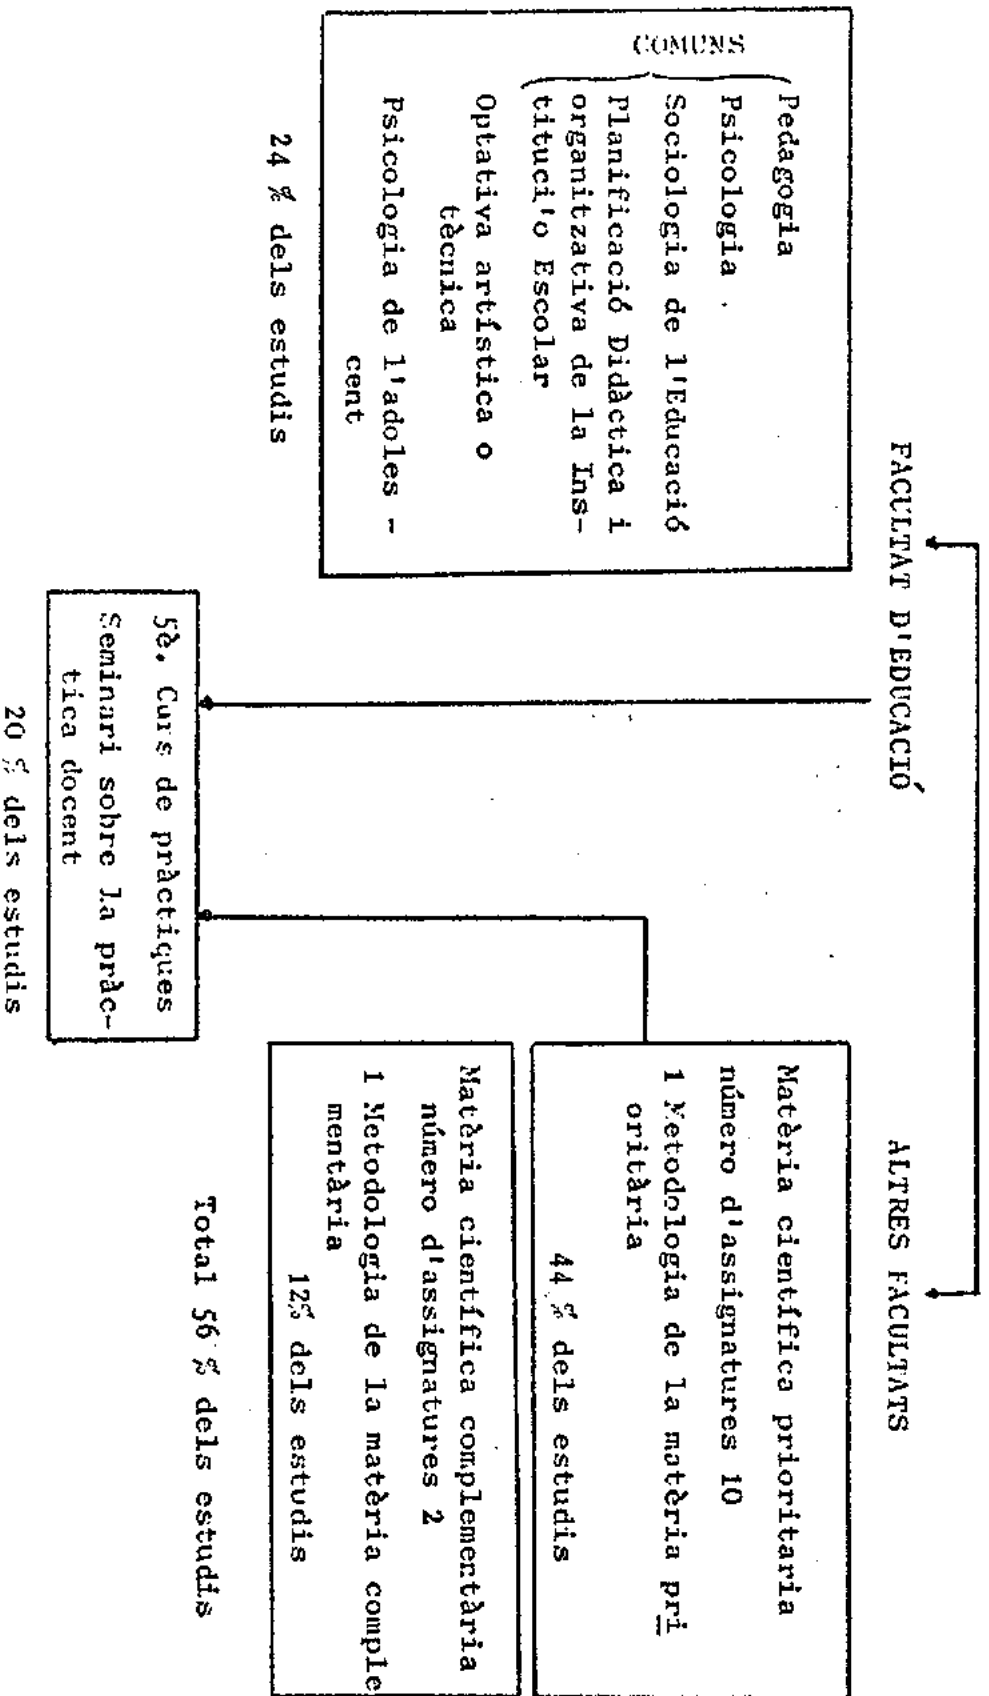 FACULTAT D'EDUCACIÓ
ALTRES FACULTATS
COMUNS
Pedagogia
Psicologia
Sociologia de l'Educació
Planificació Didàctica i
organitzativa de la Ins-
tituci'o Escolar
Optativa artística o
tècnica
Psicologia de l'adoles -
cent
24 % dels estudis
Matèria científica prioritaria
número d'assignatures 10
1 Metodologia de la matèria pri
oritària
44 % dels estudis
Matèria científica complementària
número d'assignatures 2
1 Metodologia de la matèria comple
mentària
12% dels estudis
Total 56 % dels estudis
5è. Curs de pràctiques
Seminari sobre la pràc-
tica docent
20 % dels estudis